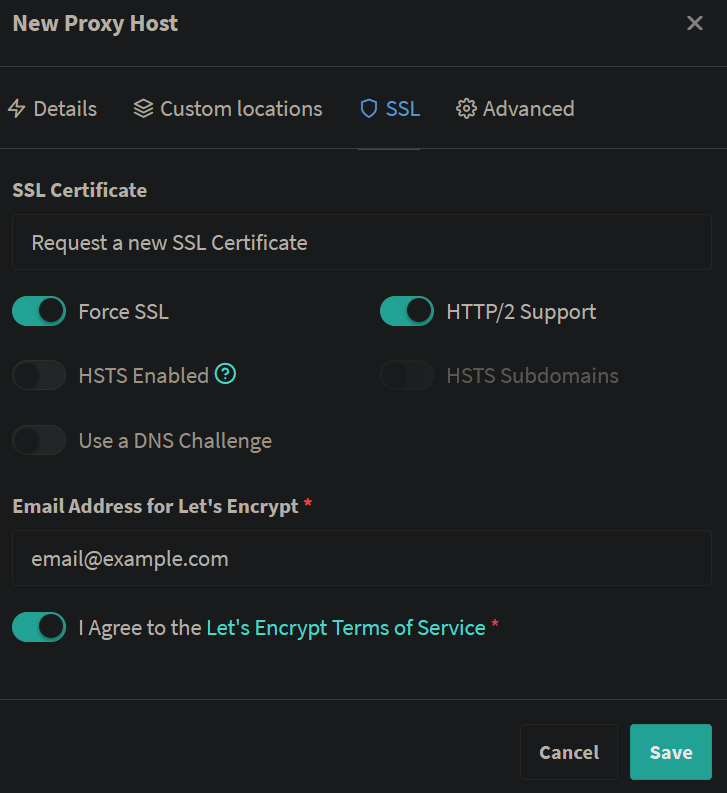 New Proxy Host
Details Custom locations SSL Advanced
SSL Certificate
Request a new SSL Certificate
Force SSL HTTP/2 Support
HSTS Enabled HSTS Subdomains
Use a DNS Challenge
Email Address for Let's Encrypt *
email@example.com
I Agree to the Let's Encrypt Terms of Service *
Cancel Save